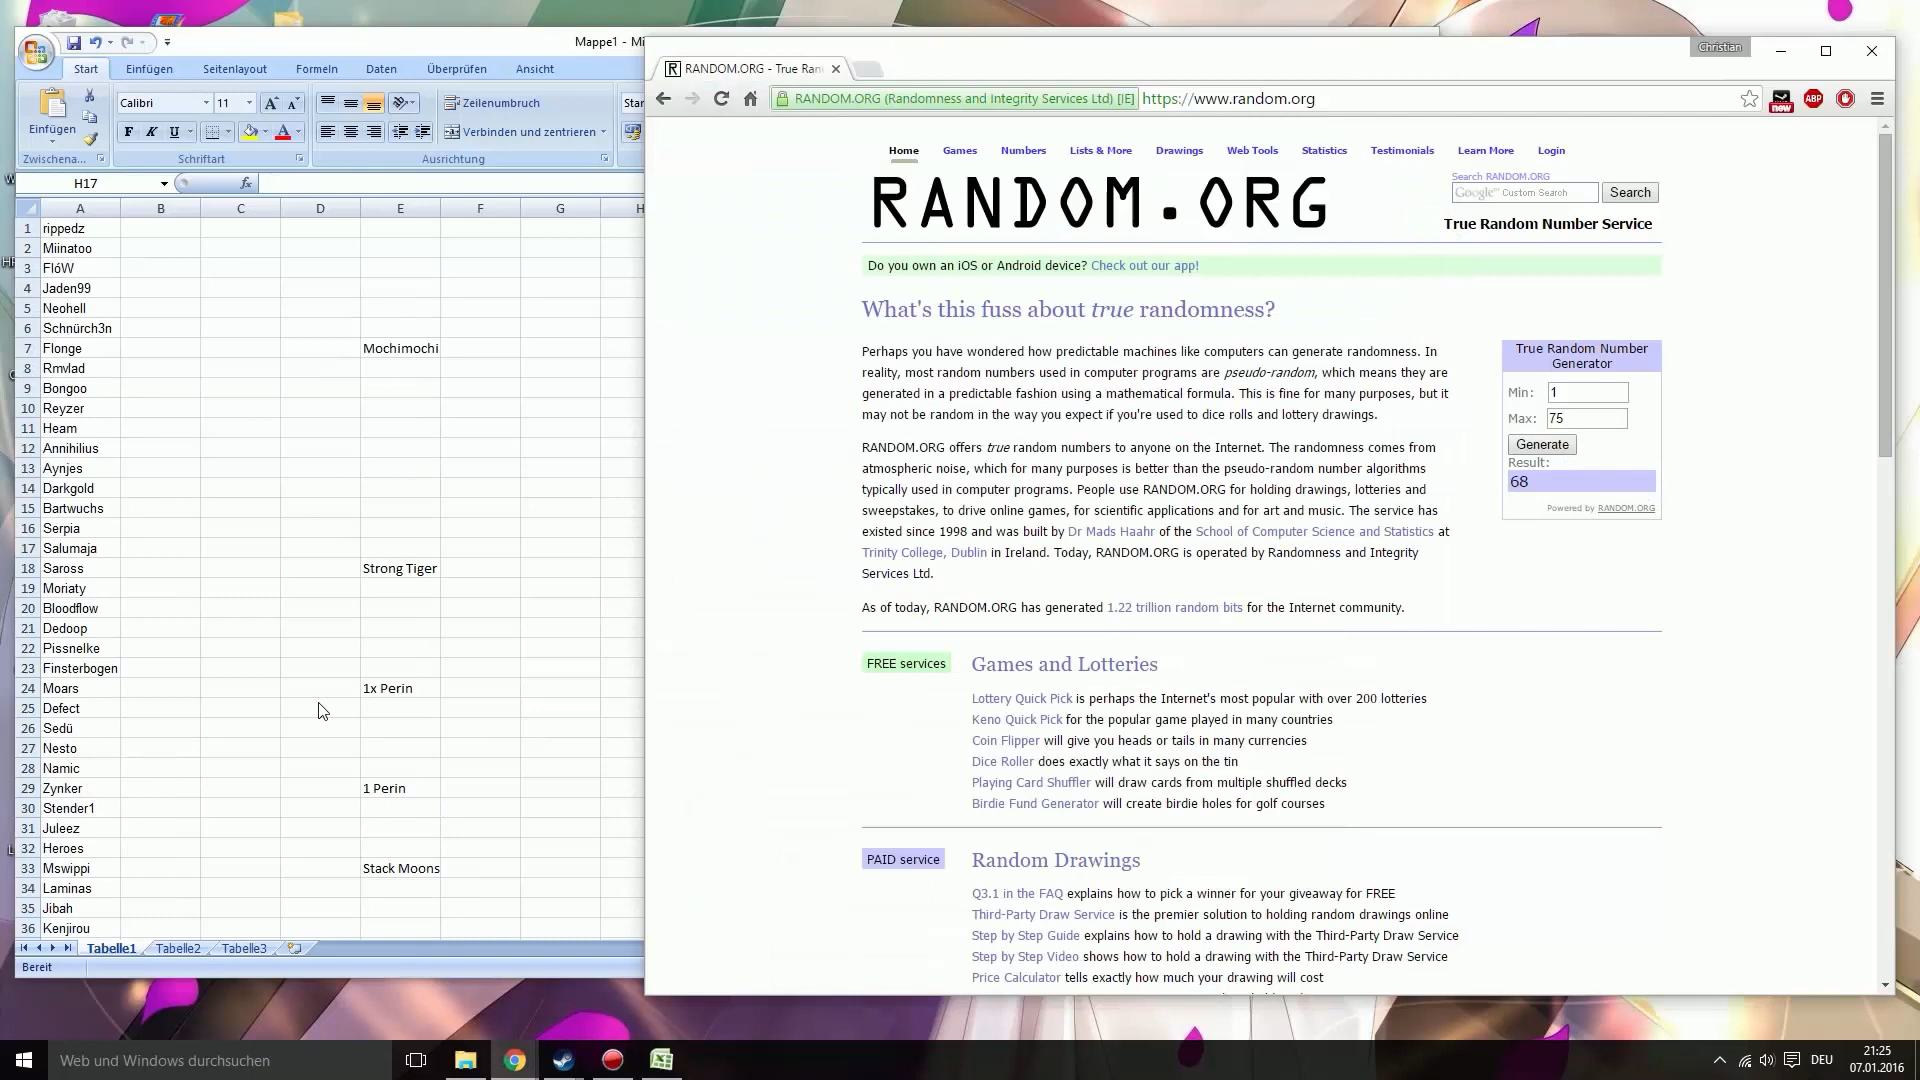 Mappe1 - Mi
Start Einfügen Seitenlayout Formeln Daten Überprüfen Ansicht
Calibri 11 Zeilenumbruch Star
Einfügen F K U Verbinden und zentrieren
Zwischena... Schriftart Ausrichtung
H17 fx
A B C D E F G H
1 rippedz
2 Miinatoo
3 FlóW
4 Jaden99
5 Neohell
6 Schnürch3n
7 Flonge Mochimochi
8 Rmvlad
9 Bongoo
10 Reyzer
11 Heam
12 Annihilius
13 Aynjes
14 Darkgold
15 Bartwuchs
16 Serpia
17 Salumaja
18 Saross Strong Tiger
19 Moriaty
20 Bloodflow
21 Dedoop
22 Pissnelke
23 Finsterbogen
24 Moars 1x Perin
25 Defect
26 Sedü
27 Nesto
28 Namic
29 Zynker 1 Perin
30 Stender1
31 Juleez
32 Heroes
33 Mswippi Stack Moons
34 Laminas
35 Jibah
36 Kenjirou
Tabelle1 Tabelle2 Tabelle3
Bereit
Christian
RANDOM.ORG - True Ran
RANDOM.ORG (Randomness and Integrity Services Ltd) [IE] https://www.random.org
new ABP
Home Games Numbers Lists & More Drawings Web Tools Statistics Testimonials Learn More Login
RANDOM.ORG
Search RANDOM.ORG
Google™ Custom Search Search
True Random Number Service
Do you own an iOS or Android device? Check out our app!
What's this fuss about true randomness?
Perhaps you have wondered how predictable machines like computers can generate randomness. In
reality, most random numbers used in computer programs are pseudo-random, which means they are
generated in a predictable fashion using a mathematical formula. This is fine for many purposes, but it
may not be random in the way you expect if you're used to dice rolls and lottery drawings.
RANDOM.ORG offers true random numbers to anyone on the Internet. The randomness comes from
atmospheric noise, which for many purposes is better than the pseudo-random number algorithms
typically used in computer programs. People use RANDOM.ORG for holding drawings, lotteries and
sweepstakes, to drive online games, for scientific applications and for art and music. The service has
existed since 1998 and was built by Dr Mads Haahr of the School of Computer Science and Statistics at
Trinity College, Dublin in Ireland. Today, RANDOM.ORG is operated by Randomness and Integrity
Services Ltd.
As of today, RANDOM.ORG has generated 1.22 trillion random bits for the Internet community.
True Random Number
Generator
Min: 1
Max: 75
Generate
Result:
68
Powered by RANDOM.ORG
FREE services Games and Lotteries
Lottery Quick Pick is perhaps the Internet's most popular with over 200 lotteries
Keno Quick Pick for the popular game played in many countries
Coin Flipper will give you heads or tails in many currencies
Dice Roller does exactly what it says on the tin
Playing Card Shuffler will draw cards from multiple shuffled decks
Birdie Fund Generator will create birdie holes for golf courses
PAID service Random Drawings
Q3.1 in the FAQ explains how to pick a winner for your giveaway for FREE
Third-Party Draw Service is the premier solution to holding random drawings online
Step by Step Guide explains how to hold a drawing with the Third-Party Draw Service
Step by Step Video shows how to hold a drawing with the Third-Party Draw Service
Price Calculator tells exactly how much your drawing will cost
Web und Windows durchsuchen
DEU
21:25
07.01.2016